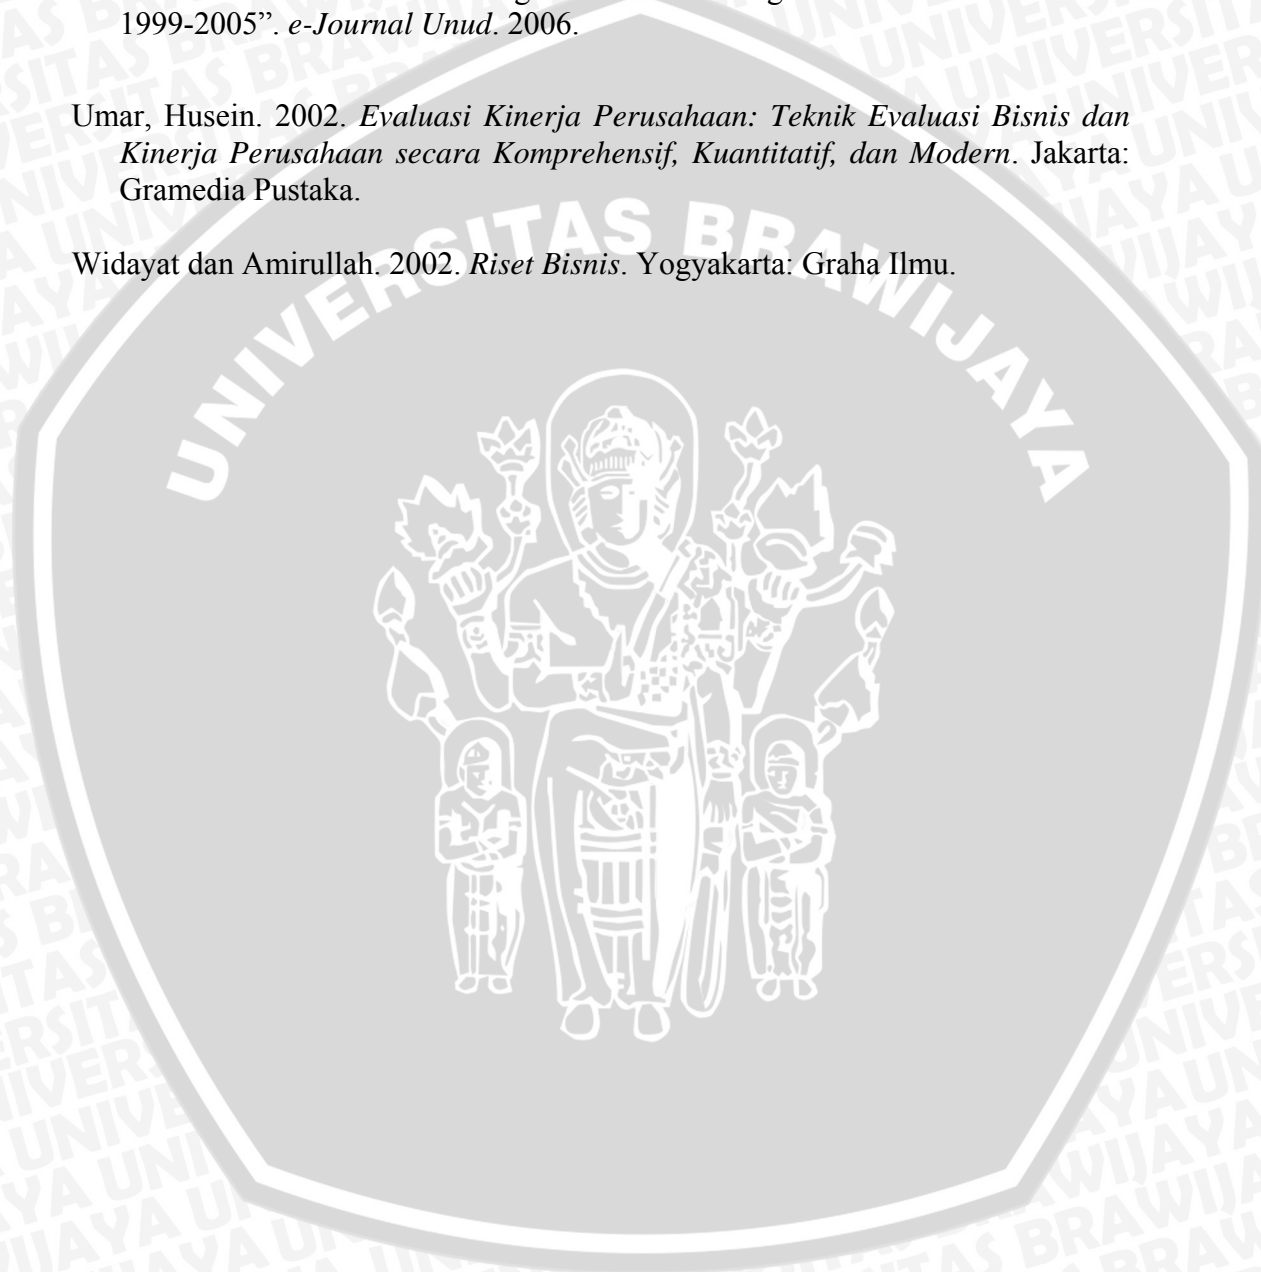 1999-2005”. e-Journal Unud. 2006.
Umar, Husein. 2002. Evaluasi Kinerja Perusahaan: Teknik Evaluasi Bisnis dan
Kinerja Perusahaan secara Komprehensif, Kuantitatif, dan Modern. Jakarta:
Gramedia Pustaka.
Widayat dan Amirullah. 2002. Riset Bisnis. Yogyakarta: Graha Ilmu.
UNIVERSITAS BRAWIJAYA